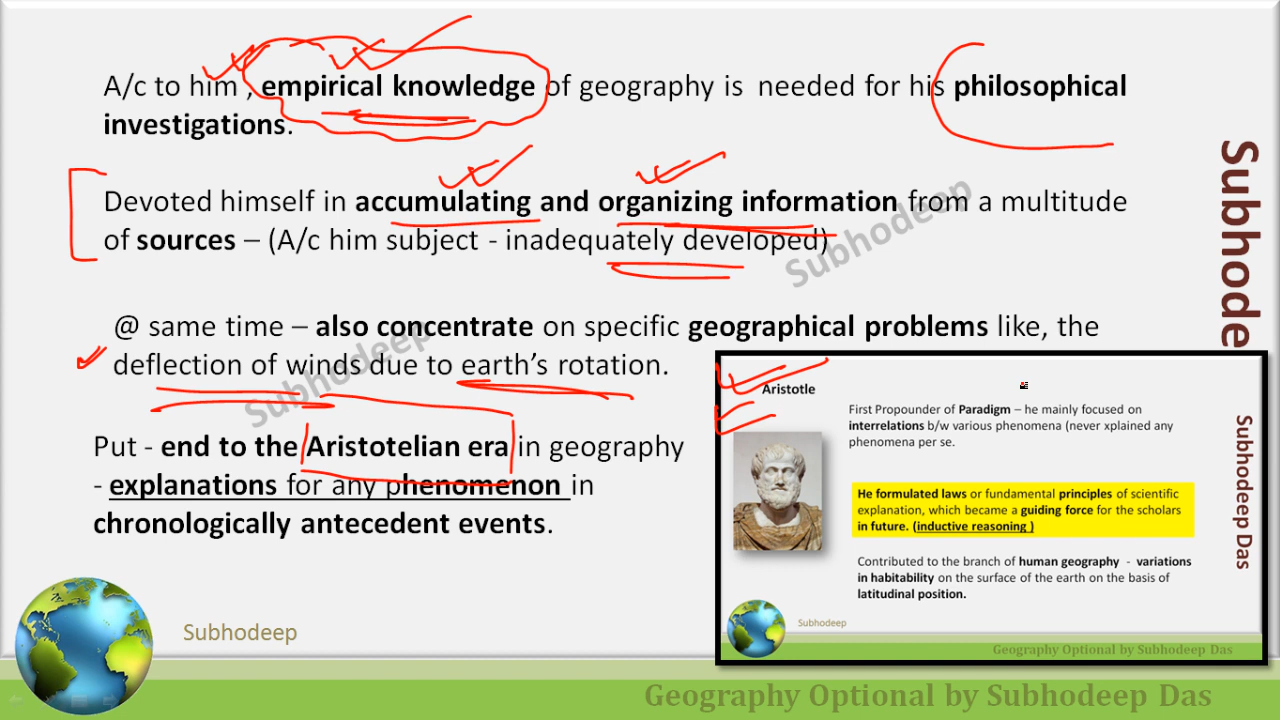 A/c to him , empirical knowledge of geography is needed for his philosophical
investigations.
Devoted himself in accumulating and organizing information from a multitude
of sources – (A/c him subject - inadequately developed)
@ same time – also concentrate on specific geographical problems like, the
deflection of winds due to earth’s rotation.
Put - end to the Aristotelian era in geography
- explanations for any phenomenon in
chronologically antecedent events.
Subhodeep
Subhodeep
Subhode
Aristotle
First Propounder of Paradigm – he mainly focused on
interrelations b/w various phenomena (never xplained any
phenomena per se.
He formulated laws or fundamental principles of scientific
explanation, which became a guiding force for the scholars
in future. (inductive reasoning )
Contributed to the branch of human geography - variations
in habitability on the surface of the earth on the basis of
latitudinal position.
Subhodeep Das
Subhodeep
Geography Optional by Subhodeep Das
Subhodeep
Geography Optional by Subhodeep Das